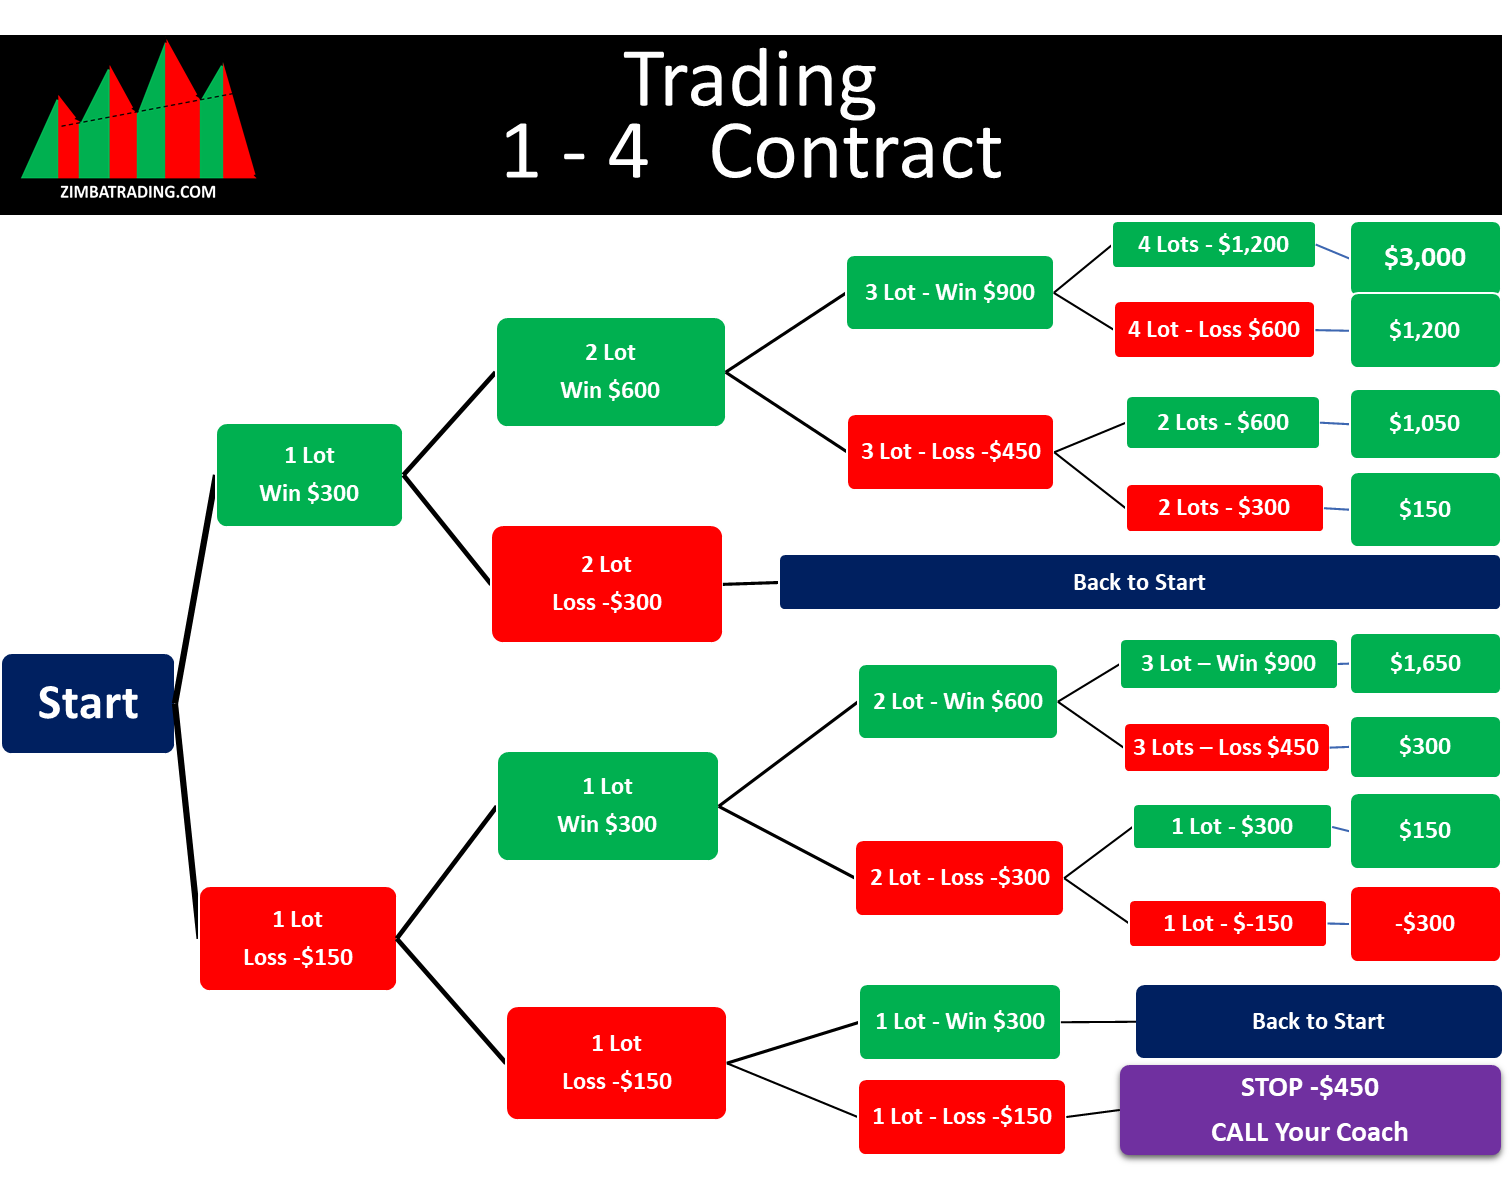 Trading
1 - 4 Contract
ZIMBATRADING.COM
4 Lots - $1,200
$3,000
3 Lot - Win $900
4 Lot - Loss $600
$1,200
2 Lot
Win $600
2 Lots - $600
$1,050
3 Lot - Loss -$450
2 Lots - $300
$150
1 Lot
Win $300
2 Lot
Loss -$300
Back to Start
Start
3 Lot – Win $900
$1,650
2 Lot - Win $600
3 Lots – Loss $450
$300
1 Lot
Win $300
1 Lot - $300
$150
2 Lot - Loss -$300
1 Lot - $-150
-$300
1 Lot
Loss -$150
1 Lot - Win $300
Back to Start
1 Lot
Loss -$150
1 Lot - Loss -$150
STOP -$450
CALL Your Coach